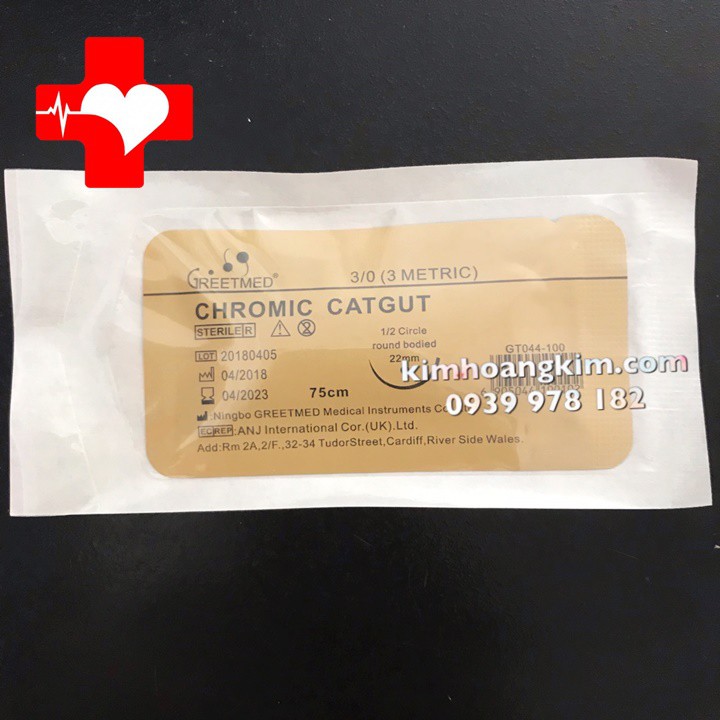 GREETMED®
3/0 (3 METRIC)
CHROMIC CATGUT
STERILE R
1/2 Circle
round bodied
22mm
GT044-100
LOT 20180405
04/2018
04/2023
75cm
kimhoangkim.com
0939 978 182
Ningbo GREETMED Medical Instruments
EC REP :ANJ International Cor.(UK).Ltd.
Add:Rm 2A,2/F.,32-34 TudorStreet,Cardiff,River Side Wales.